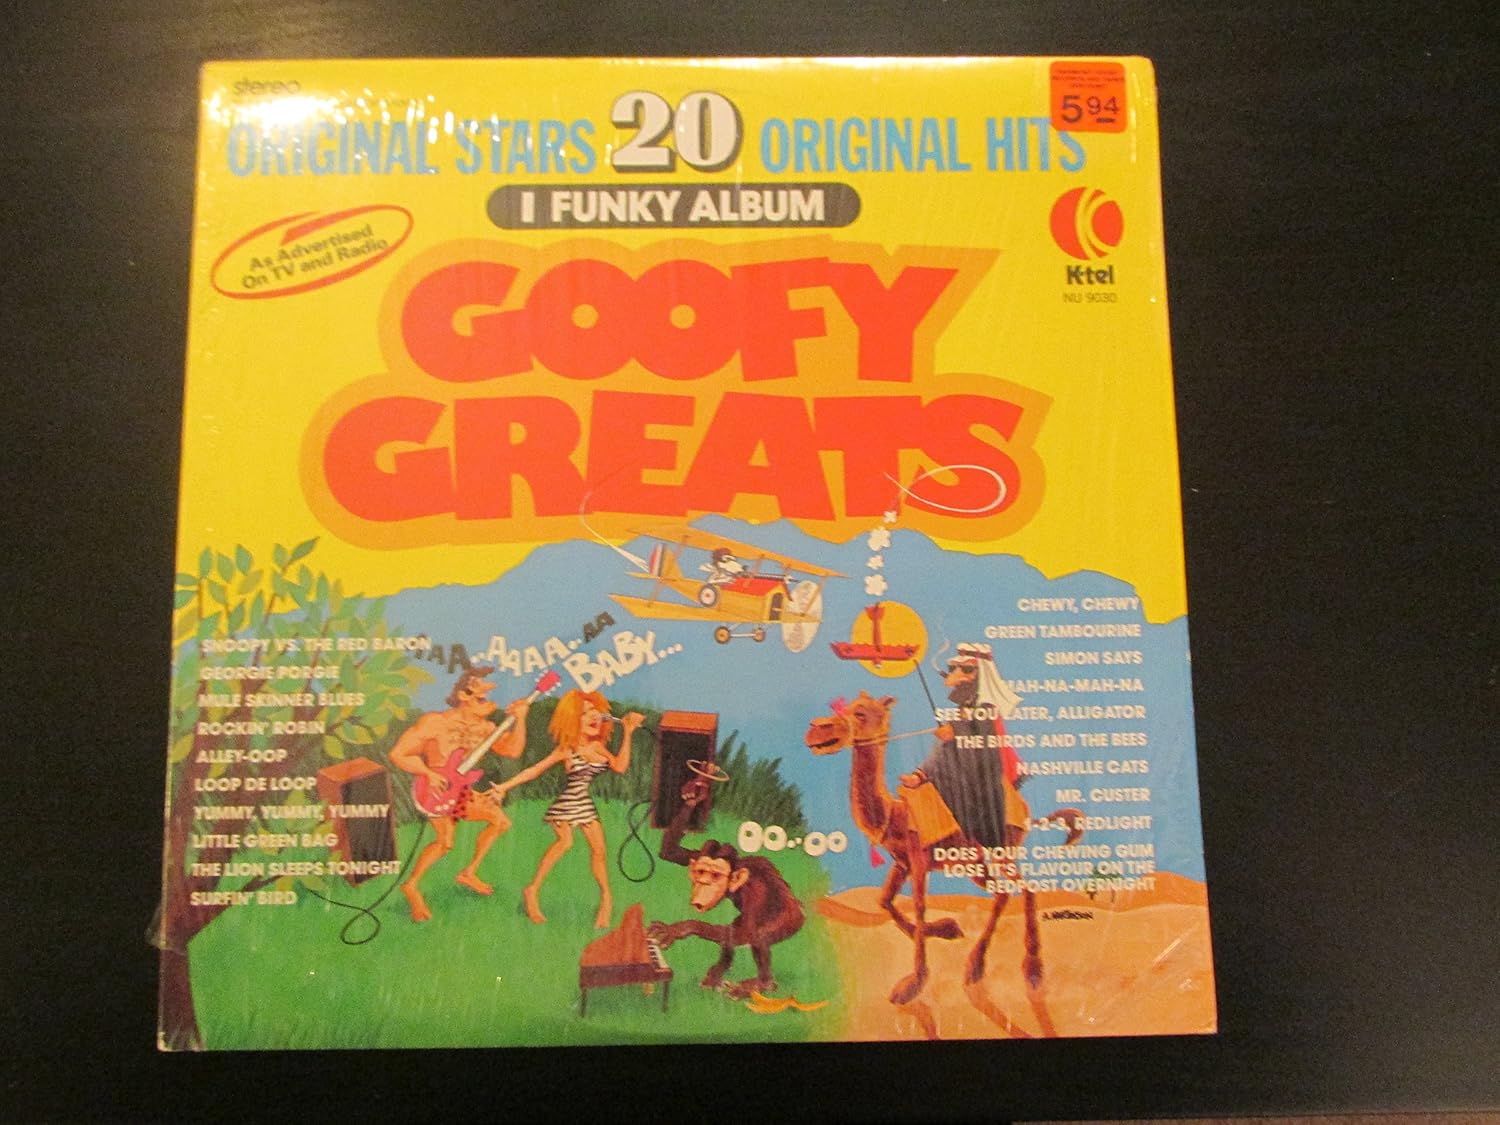 stereo
ORIGINAL STARS 20 ORIGINAL HITS
5 94
1 FUNKY ALBUM
As Advertised
On TV and Radio
K-tel
NU 9030
GOOFY
GREATS
SNOOPY VS. THE RED BARON
GEORGIE PORGIE
MULE SKINNER BLUES
ROCKIN' ROBIN
ALLEY-OOP
LOOP DE LOOP
YUMMY, YUMMY, YUMMY
LITTLE GREEN BAG
THE LION SLEEPS TONIGHT
SURFIN' BIRD
AAA..AAAA..AA
BABY...
OO..OO
CHEWY, CHEWY
GREEN TAMBOURINE
SIMON SAYS
MAH-NA-MAH-NA
SEE YOU LATER, ALLIGATOR
THE BIRDS AND THE BEES
NASHVILLE CATS
MR. CUSTER
1-2-3, REDLIGHT
DOES YOUR CHEWING GUM
LOSE IT'S FLAVOUR ON THE
BEDPOST OVERNIGHT